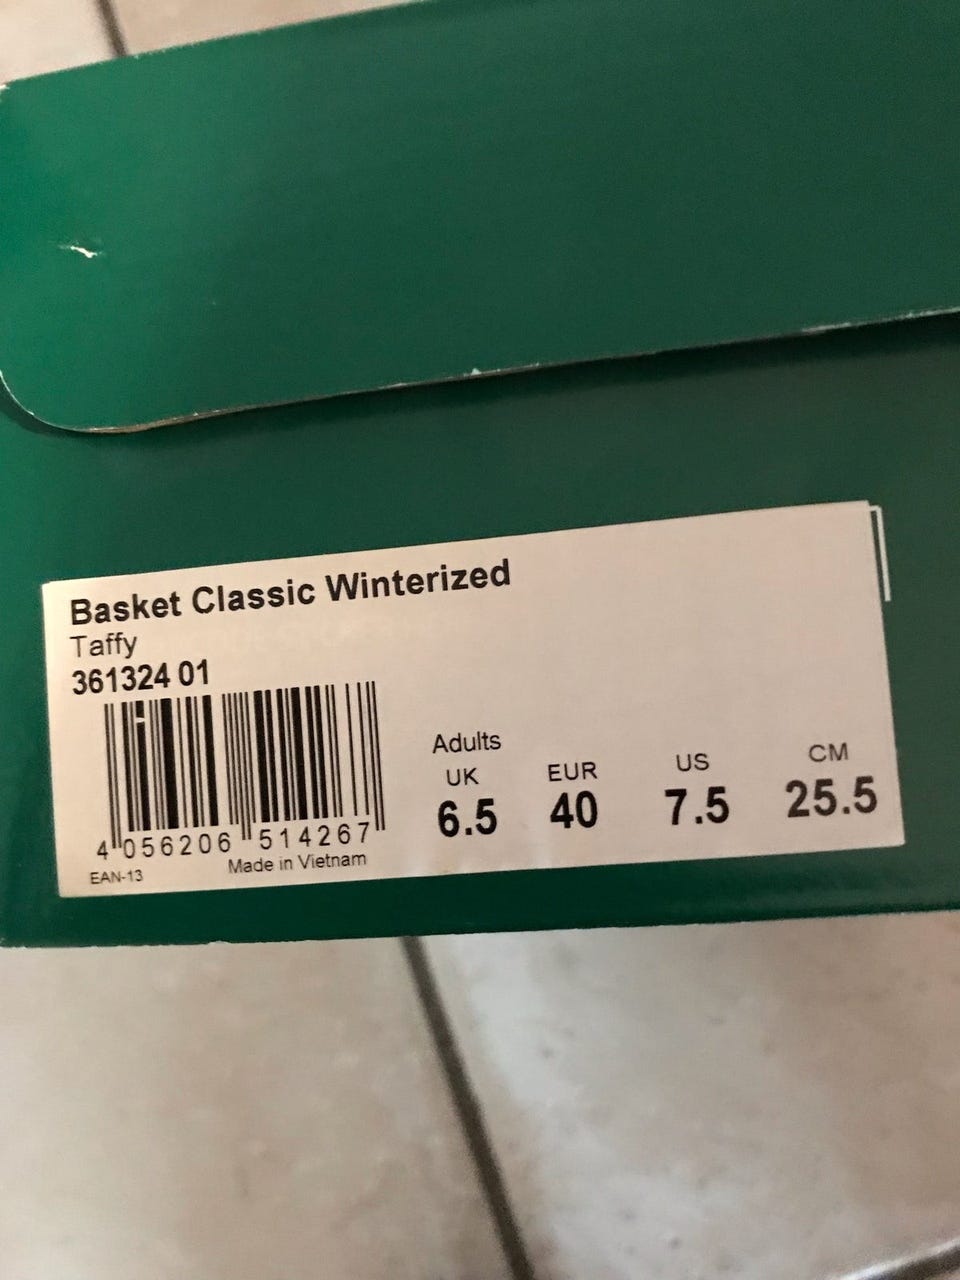 Basket Classic Winterized
Taffy
361324 01
Adults
UK EUR US CM
6.5 40 7.5 25.5
4 056206 514267
EAN-13 Made in Vietnam